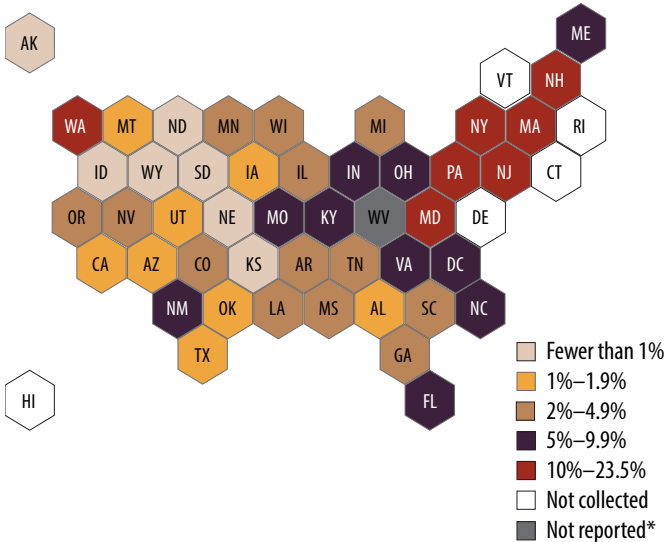 ME
AK
VT NH
WA MT ND MN WI MI NY MA RI
ID WY SD IA IL IN OH PA NJ CT
OR NV UT NE MO KY WV MD DE
CA AZ CO KS AR TN VA DC
NM OK LA MS AL SC NC
TX GA
HI FL
Fewer than 1%
1%–1.9%
2%–4.9%
5%–9.9%
10%–23.5%
Not collected
Not reported*